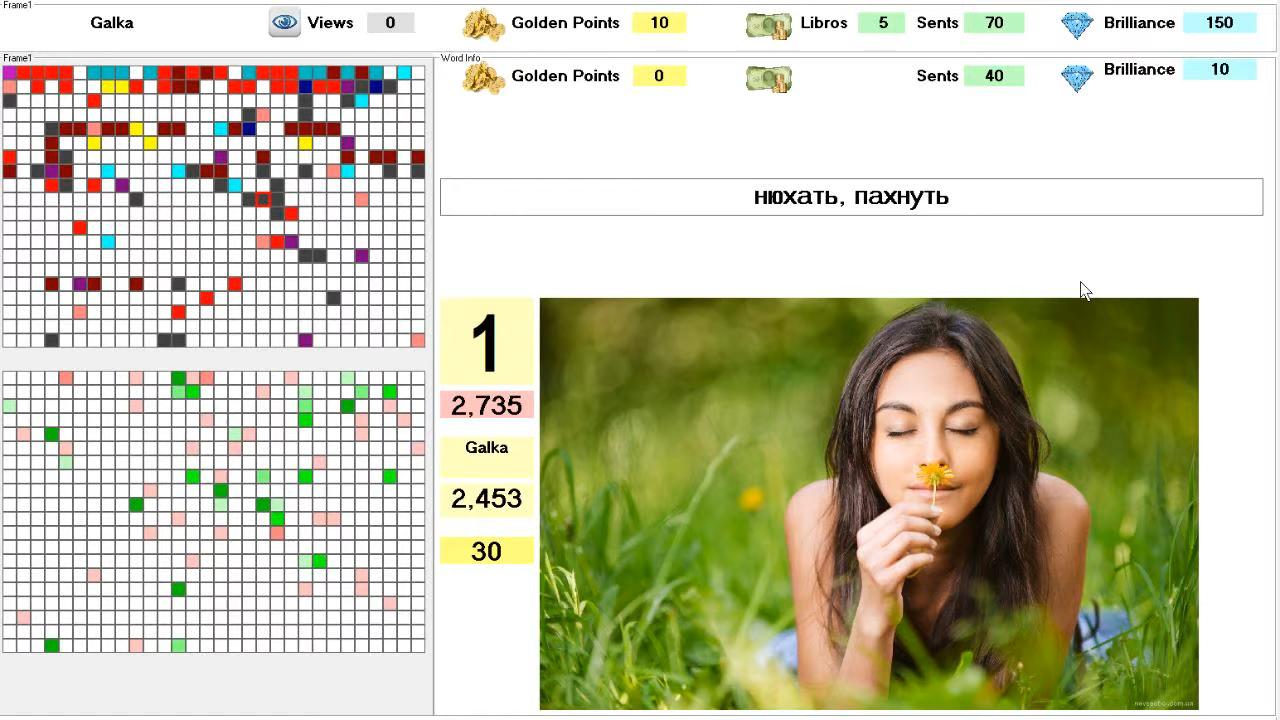 Frame1
Galka Views 0 Golden Points 10 Libros 5 Sents 70 Brilliance 150
Frame1
Word Info
Golden Points 0 Sents 40 Brilliance 10
нюхать, пахнуть
1
2,735
Galka
2,453
30